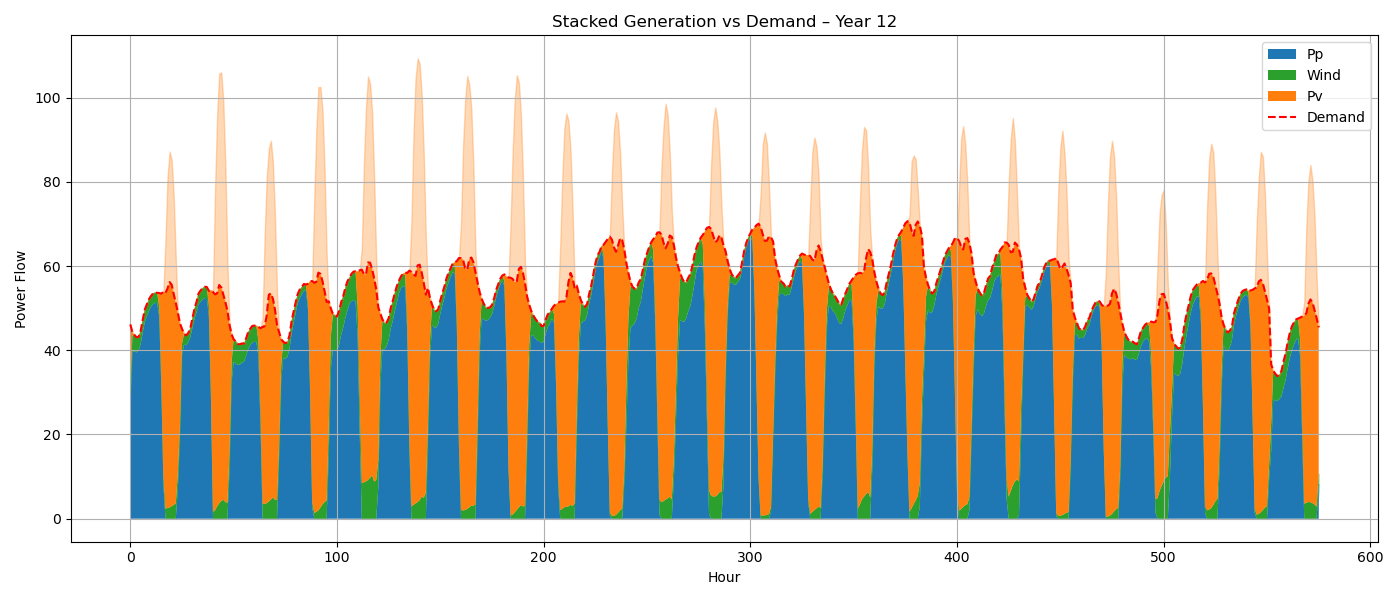 Stacked Generation vs Demand – Year 12
Pp
Wind
Pv
Demand
Power Flow
100
80
60
40
20
0
0 100 200 300 400 500 600
Hour